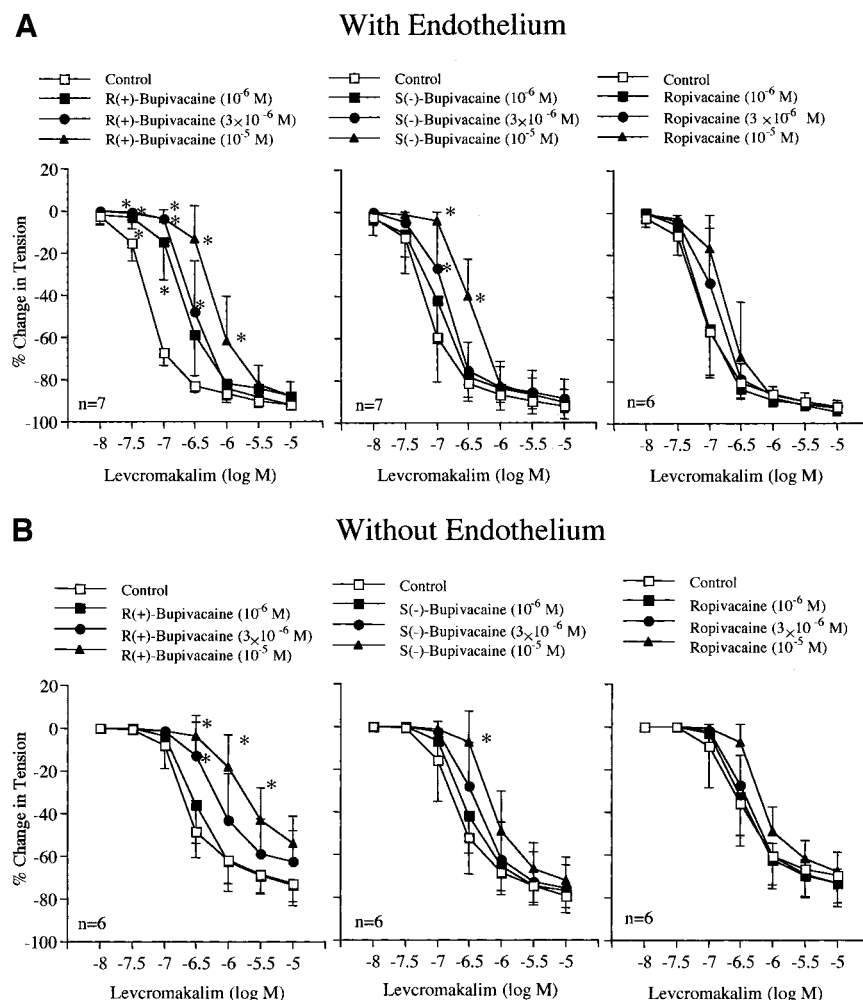 A
With Endothelium
Control
R(+)-Bupivacaine (10-6 M)
R(+)-Bupivacaine (3×10 -6 M)
R(+)-Bupivacaine (10-5 M)
Control
S(-)-Bupivacaine (10-6 M)
S(-)-Bupivacaine (3×10 -6 M)
S(-)-Bupivacaine (10-5 M)
Control
Ropivacaine (10-6 M)
Ropivacaine (3 ×10-6 M)
Ropivacaine (10-5 M)
% Change in Tension
20
0
-20
-40
-60
-80
-100
* * * * * * * * *
n=7
-8 -7.5 -7 -6.5 -6 -5.5 -5
Levcromakalim (log M)
* * *
n=7
-8 -7.5 -7 -6.5 -6 -5.5 -5
Levcromakalim (log M)
n=6
-8 -7.5 -7 -6.5 -6 -5.5 -5
Levcromakalim (log M)
B
Without Endothelium
Control
R(+)-Bupivacaine (10-6 M)
R(+)-Bupivacaine (3×10-6 M)
R(+)-Bupivacaine (10-5 M)
Control
S(-)-Bupivacaine (10-6 M)
S(-)-Bupivacaine (3×10-6 M)
S(-)-Bupivacaine (10-5 M)
Control
Ropivacaine (10-6 M)
Ropivacaine (3×10-6 M)
Ropivacaine (10-5 M)
% Change in Tension
20
0
-20
-40
-60
-80
-100
* * * *
n=6
-8 -7.5 -7 -6.5 -6 -5.5 -5
Levcromakalim (log M)
*
n=6
-8 -7.5 -7 -6.5 -6 -5.5 -5
Levcromakalim (log M)
n=6
-8 -7.5 -7 -6.5 -6 -5.5 -5
Levcromakalim (log M)